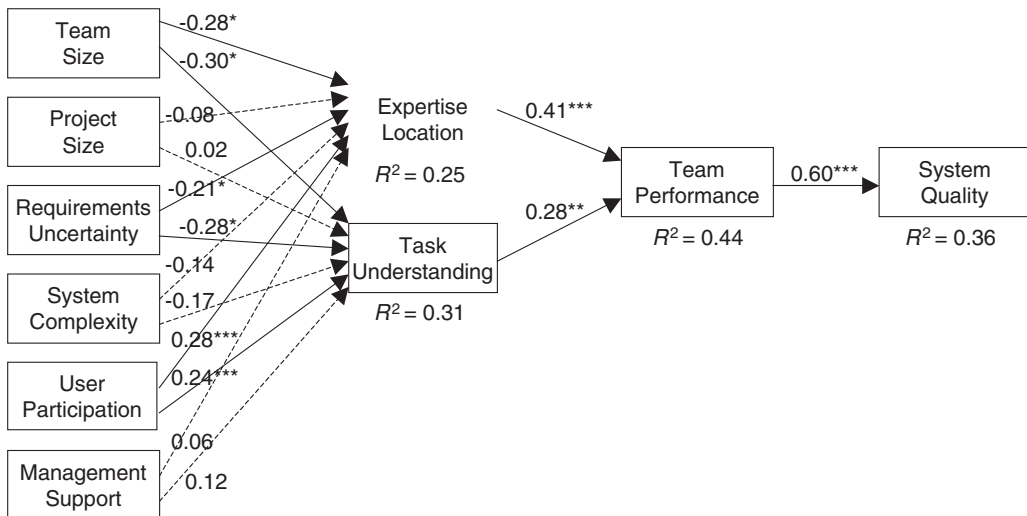 Team
Size
-0.28*
-0.30*
Project
Size
-0.08
0.02
Requirements
Uncertainty
-0.21*
-0.28*
System
Complexity
-0.14
-0.17
User
Participation
0.28***
0.24***
Management
Support
0.06
0.12
Expertise
Location
R² = 0.25
Task
Understanding
R² = 0.31
0.41***
0.28**
Team
Performance
R² = 0.44
0.60***
System
Quality
R² = 0.36